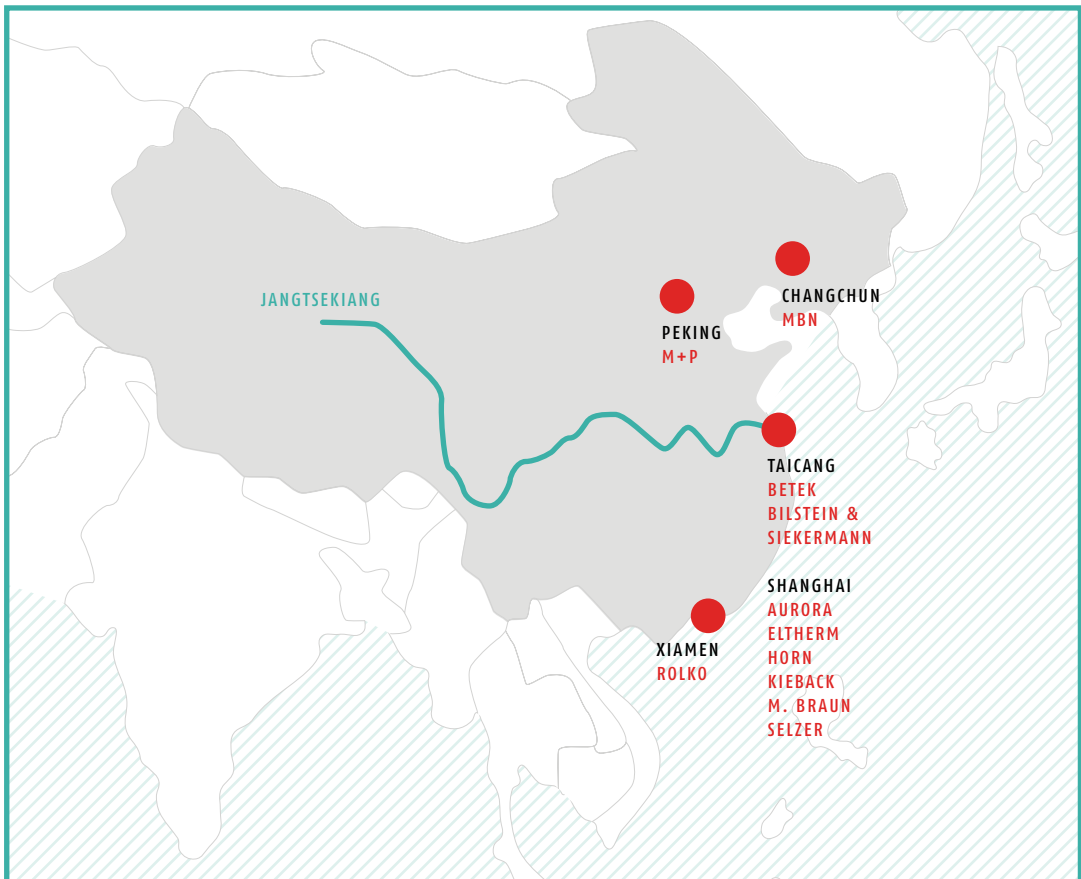 JANGTSEKIANG
CHANGCHUN
MBN
PEKING
M+P
TAICANG
BETEK
BILSTEIN &
SIEKERMANN
SHANGHAI
AURORA
ELTHERM
HORN
KIEBACK
M. BRAUN
SELZER
XIAMEN
ROLKO